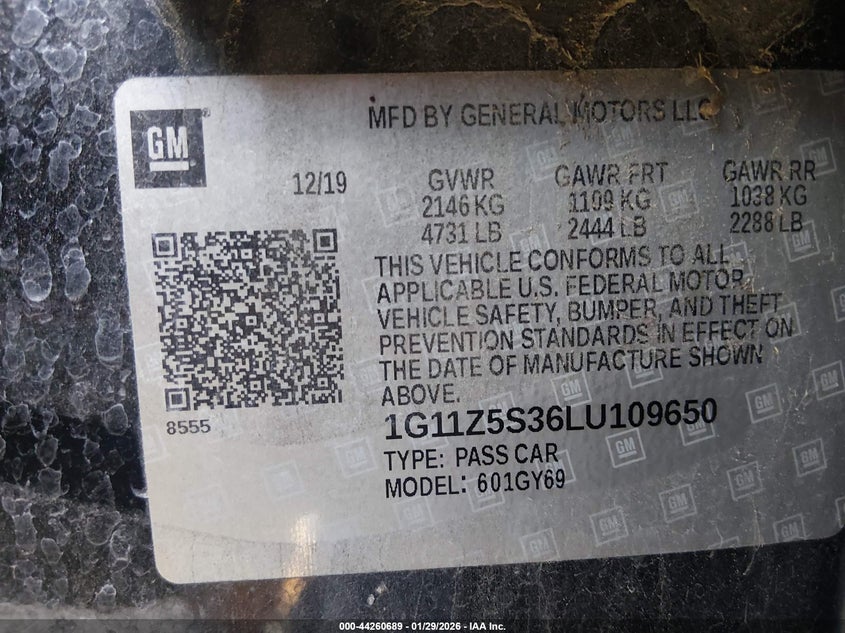 MFD BY GENERAL MOTORS LLC
GM
12/19
GVWR GAWR FRT GAWR RR
2146 KG 1109 KG 1038 KG
4731 LB 2444 LB 2288 LB
THIS VEHICLE CONFORMS TO ALL
APPLICABLE U.S. FEDERAL MOTOR
VEHICLE SAFETY, BUMPER, AND THEFT
PREVENTION STANDARDS IN EFFECT ON
THE DATE OF MANUFACTURE SHOWN
ABOVE.
8555
1G11Z5S36LU109650
TYPE: PASS CAR
MODEL: 601GY69
000-44260689 - 01/29/2026 - IAA Inc.